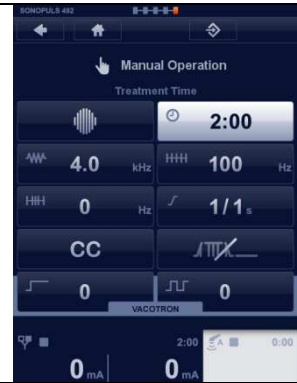 SONOPULS 492
Manual Operation
Treatment Time
2:00
4.0 kHz 100 Hz
0 Hz 1/1 s
CC
0 0
VACOTRON
2:00 A 0:00
0 mA 0 mA